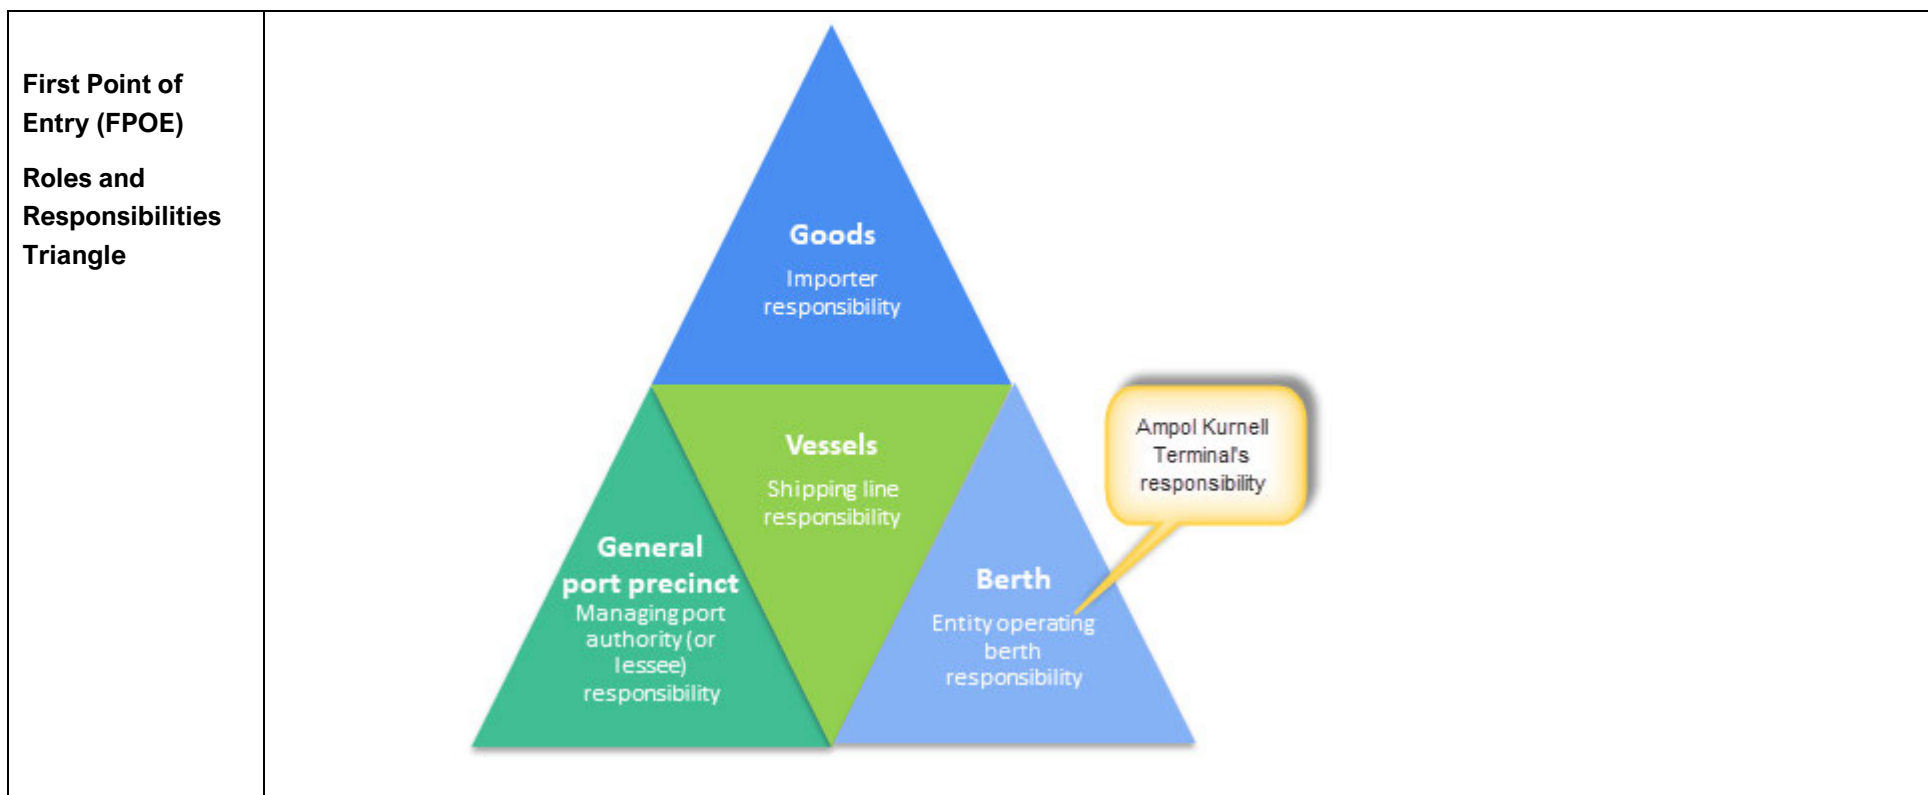 First Point of
Entry (FPOE)
Roles and
Responsibilities
Triangle
Goods
Importer
responsibility
Vessels
Shipping line
responsibility
General
port precinct
Managing port
authority (or
lessee)
responsibility
Berth
Entity operating
berth
responsibility
Ampol Kurnell
Terminal's
responsibility